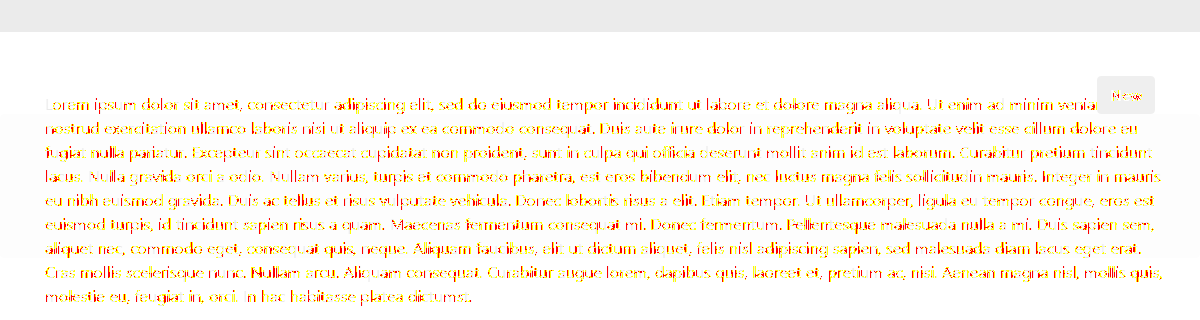 Lorem ipsum dolor sit amet, consectetur adipiscing elit, sed do eiusmod tempor incididunt ut labore et dolore magna aliqua. Ut enim ad minim veniam
nostrud exercitation ullamco laboris nisi ut aliquip ex ea commodo consequat. Duis aute irure dolor in reprehenderit in voluptate velit esse cillum dolore eu
fugiat nulla pariatur. Excepteur sint occaecat cupidatat non proident, sunt in culpa qui officia deserunt mollit anim id est laborum. Curabitur pretium tincidunt
lacus. Nulla gravida orci a odio. Nullam varius, turpis et commodo pharetra, est eros bibendum elit, nec luctus magna felis sollicitudin mauris. Integer in mauris
eu nibh euismod gravida. Duis ac tellus et risus vulputate vehicula. Donec lobortis risus a elit. Etiam tempor. Ut ullamcorper, ligula eu tempor congue, eros est
euismod turpis, id tincidunt sapien risus a quam. Maecenas fermentum consequat mi. Donec fermentum. Pellentesque malesuada nulla a mi. Duis sapien sem,
aliquet nec, commodo eget, consequat quis, neque. Aliquam faucibus, elit ut dictum aliquet, felis nisl adipiscing sapien, sed malesuada diam lacus eget erat.
Cras mollis scelerisque nunc. Nullam arcu. Aliquam consequat. Curabitur augue lorem, dapibus quis, laoreet et, pretium ac, nisi. Aenean magna nisl, mollis quis,
molestie eu, feugiat in, orci. In hac habitasse platea dictumst.